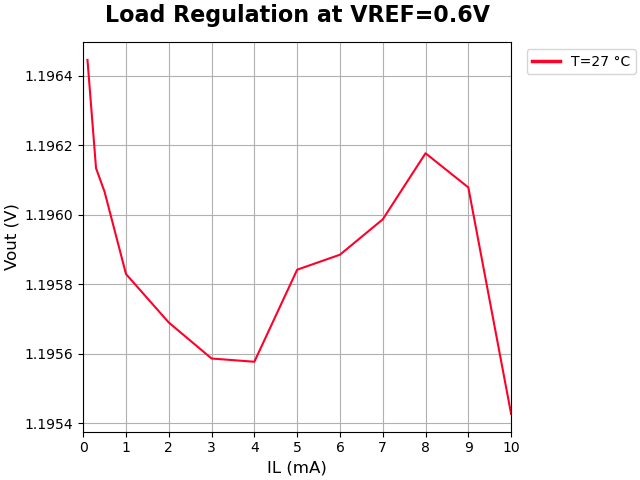 Load Regulation at VREF=0.6V
T=27 °C
1.1964
1.1962
1.1960
1.1958
1.1956
1.1954
Vout (V)
0 1 2 3 4 5 6 7 8 9 10
IL (mA)